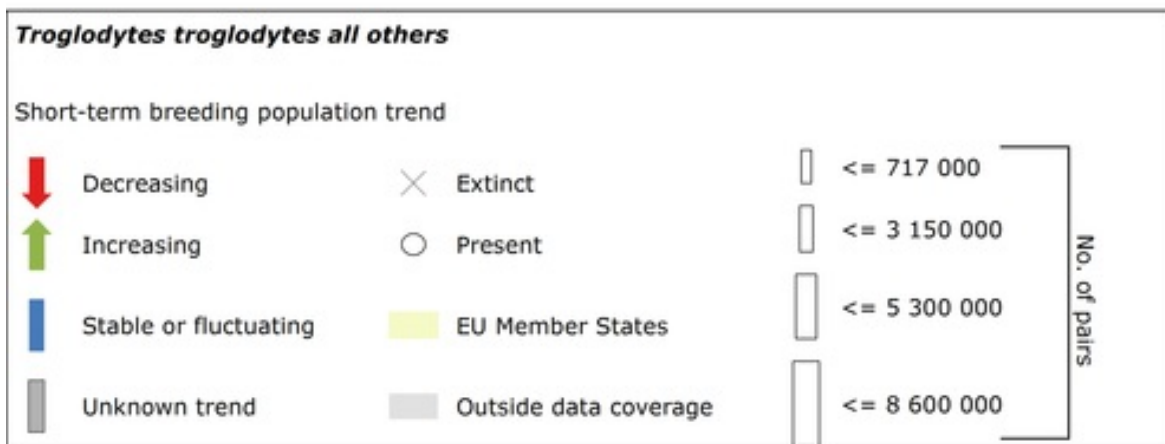 Troglodytes troglodytes all others
Short-term breeding population trend
Decreasing
Extinct
<= 717 000
Increasing
Present
<= 3 150 000
Stable or fluctuating
EU Member States
<= 5 300 000
Unknown trend
Outside data coverage
<= 8 600 000
No. of pairs